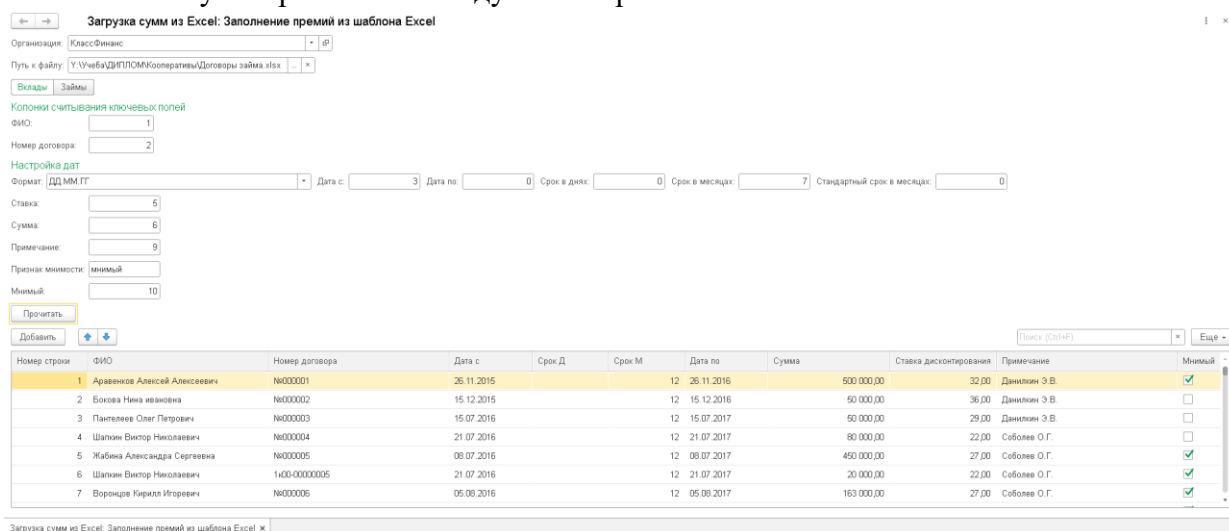 Загрузка сумм из Excel: Заполнение премий из шаблона Excel
Организация: КлассФинанс
Путь к файлу: Y:\Учеба\ДИПЛОМ\Кооперативы\Договоры займа.xlsx ... ×
Вклады Займы
Колонки считывания ключевых полей
ФИО: 1
Номер договора: 2
Настройка дат
Формат: ДД.ММ.ГГ Дата с: 3 Дата по: 0 Срок в днях: 0 Срок в месяцах: 7 Стандартный срок в месяцах: 0
Ставка: 5
Сумма: 6
Примечание: 9
Признак мнимости: мнимый
Мнимый: 10
Прочитать
Добавить Поиск (Ctrl+F) × Еще
Номер строки ФИО Номер договора Дата с Срок Д Срок М Дата по Сумма Ставка дисконтирования Примечание Мнимый
1 Аравенков Алексей Алексеевич №000001 26.11.2015 12 26.11.2016 500 000,00 32,00 Данилкин Э.В.
2 Бокова Нина ивановна №000002 15.12.2015 12 15.12.2016 50 000,00 36,00 Данилкин Э.В.
3 Пантелеев Олег Петрович №000003 15.07.2016 12 15.07.2017 50 000,00 29,00 Данилкин Э.В.
4 Шапкин Виктор Николаевич №000004 21.07.2016 12 21.07.2017 80 000,00 22,00 Соболев О.Г.
5 Жабина Александра Сергеевна №000005 08.07.2016 12 08.07.2017 450 000,00 27,00 Соболев О.Г.
6 Шапкин Виктор Николаевич 1к00-00000005 21.07.2016 12 21.07.2017 20 000,00 22,00 Соболев О.Г.
7 Воронцов Кирилл Игоревич №000006 05.08.2016 12 05.08.2017 163 000,00 27,00 Соболев О.Г.
Загрузка сумм из Excel: Заполнение премий из шаблона Excel ×